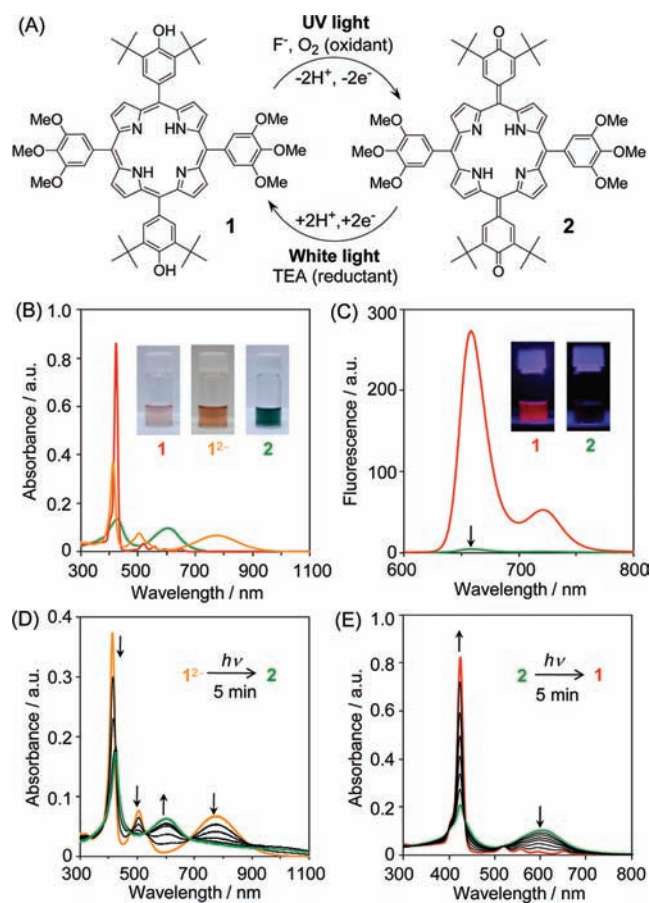 (A)
UV light
F-, O2 (oxidant)
-2H+, -2e-
OH
MeO
MeO
MeO
N
HN
NH
N
OMe
OMe
OMe
OH
1
+2H+,+2e-
White light
TEA (reductant)
O
MeO
MeO
MeO
N
HN
NH
N
OMe
OMe
OMe
O
2
(B)
Absorbance / a.u.
1.0
0.8
0.6
0.4
0.2
0
300 500 700 900 1100
Wavelength / nm
1 1²⁻ 2
(C)
Fluorescence / a.u.
300
200
100
0
600 700 800
Wavelength / nm
1 2
(D)
Absorbance / a.u.
0.4
0.3
0.2
0.1
0
300 500 700 900 1100
Wavelength / nm
1²⁻ hν 2
5 min
(E)
Absorbance / a.u.
1.0
0.8
0.6
0.4
0.2
0
300 400 500 600 700 800
Wavelength / nm
2 hν 1
5 min